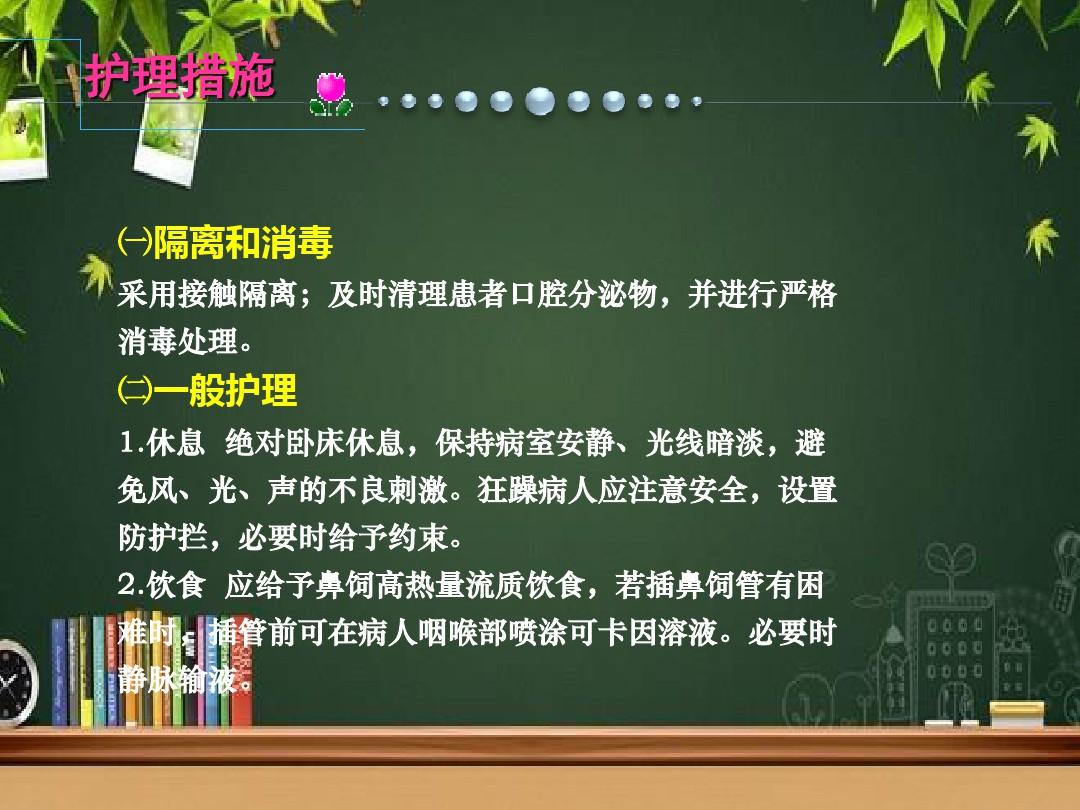 护理措施
㈠隔离和消毒
采用接触隔离；及时清理患者口腔分泌物，并进行严格
消毒处理。
㈡一般护理
1.休息 绝对卧床休息，保持病室安静、光线暗淡，避
免风、光、声的不良刺激。狂躁病人应注意安全，设置
防护拦，必要时给予约束。
2.饮食 应给予鼻饲高热量流质饮食，若插鼻饲管有困
难时，插管前可在病人咽喉部喷涂可卡因溶液。必要时
静脉输液。